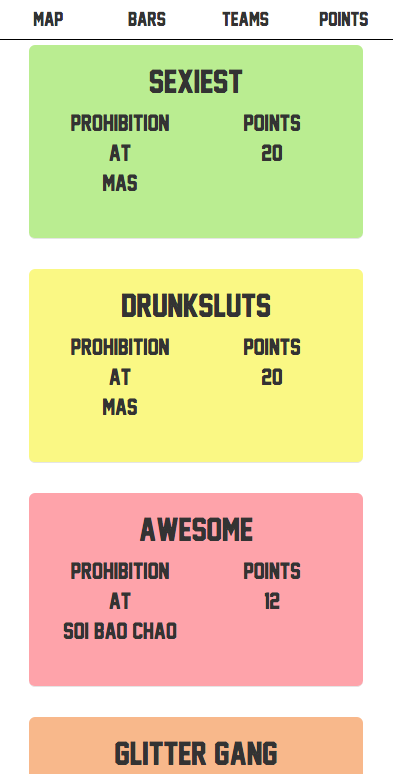 MAP BARS TEAMS POINTS
SEXIEST
PROHIBITION POINTS
AT 20
MAS
DRUNKSLUTS
PROHIBITION POINTS
AT 20
MAS
AWESOME
PROHIBITION POINTS
AT 12
SOI BAO CHAO
GLITTER GANG